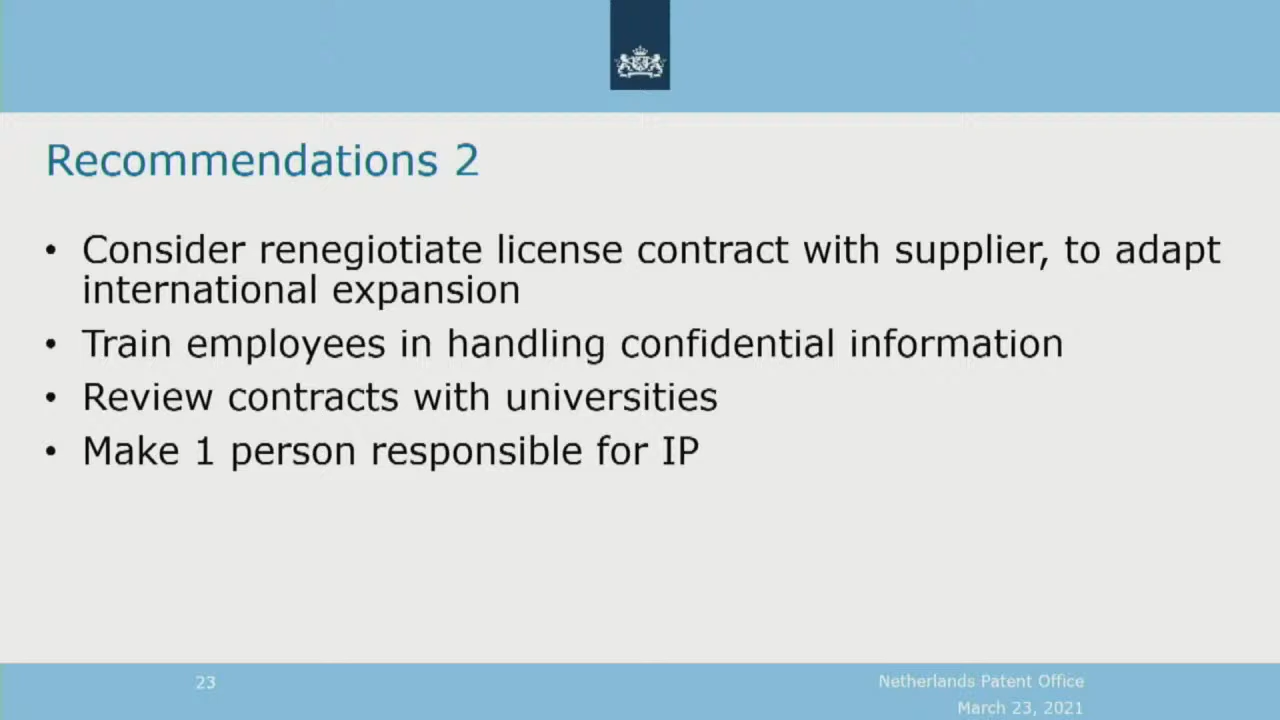 Recommendations 2
• Consider renegiotiate license contract with supplier, to adapt
international expansion
• Train employees in handling confidential information
• Review contracts with universities
• Make 1 person responsible for IP
23
Netherlands Patent Office
March 23, 2021